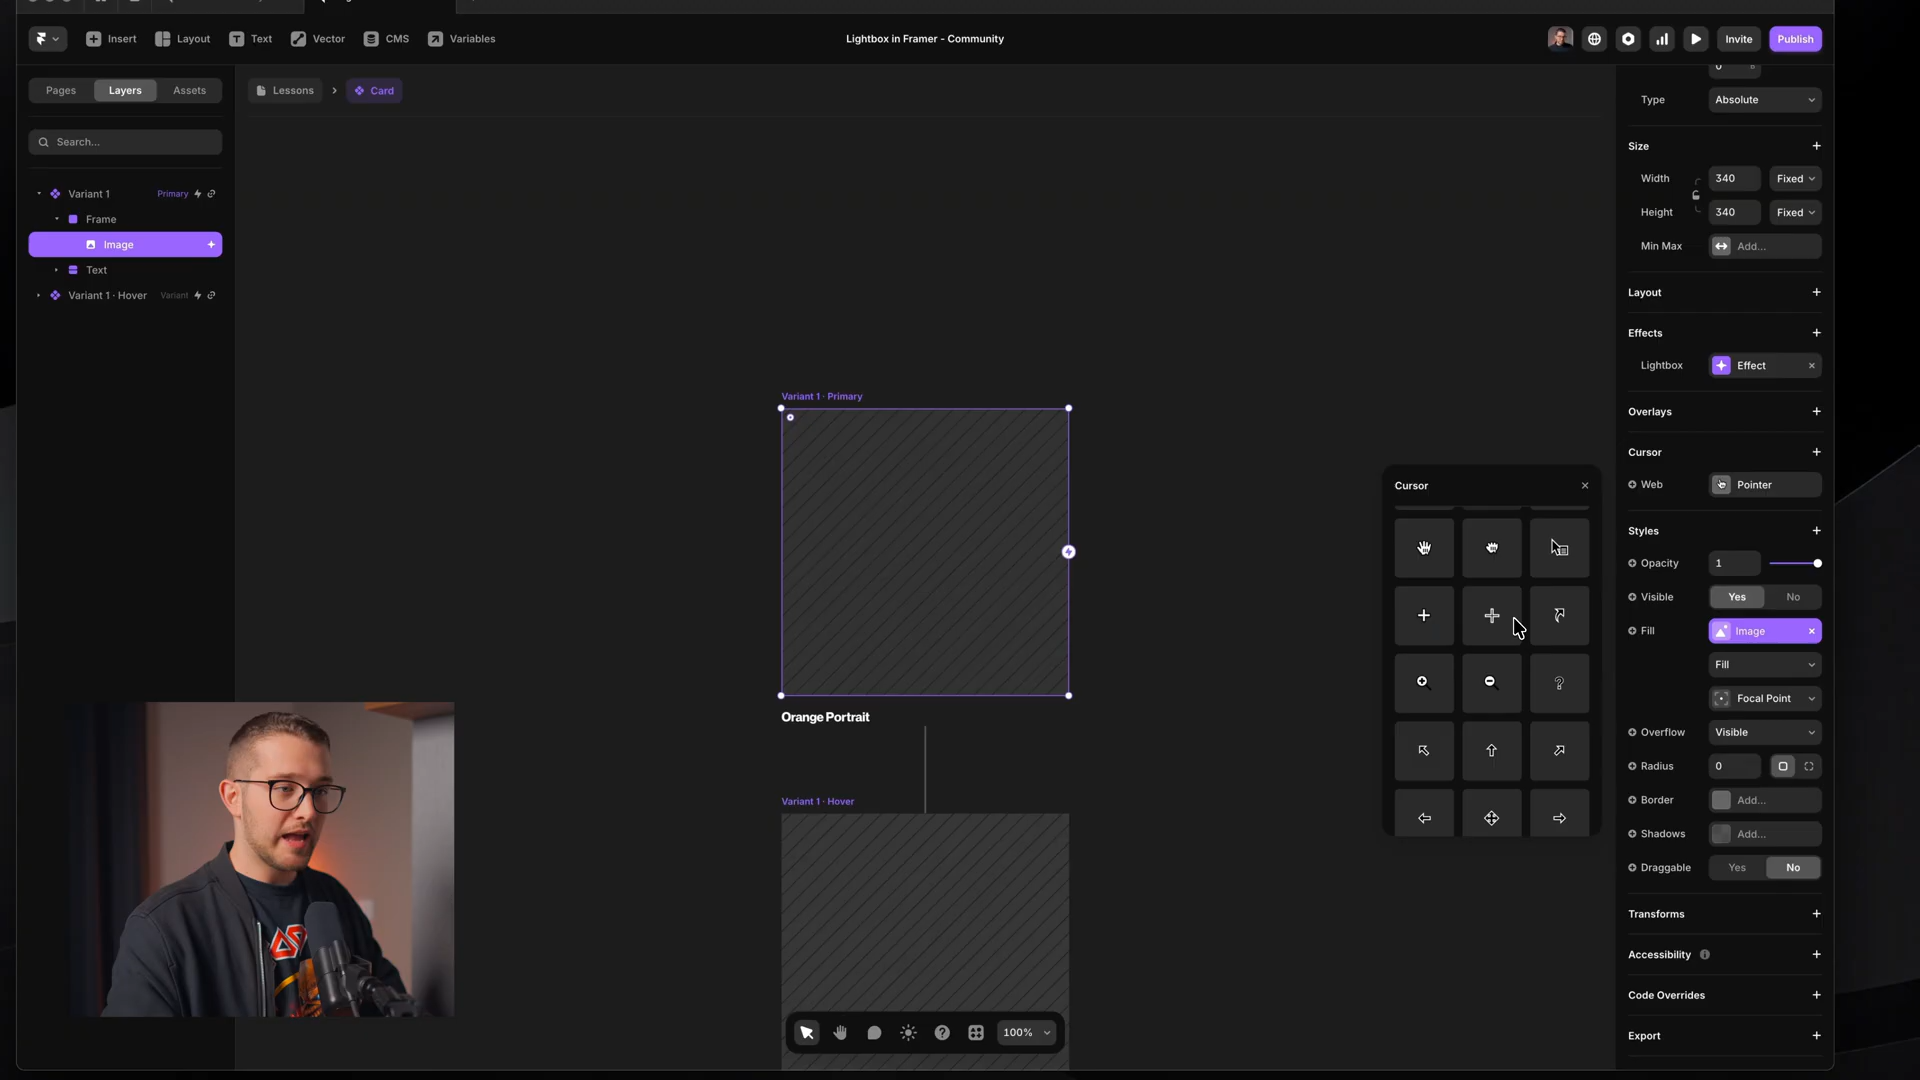 Insert
Layout
Text
Vector
CMS
Variables
Lightbox in Framer - Community
Invite
Publish
Pages
Layers
Assets
Lessons
Card
Search...
Variant 1
Primary
Frame
Image
Text
Variant 1 · Hover
Variant
Variant 1 · Primary
Orange Portrait
Variant 1 · Hover
100%
Cursor
Type
Absolute
Size
Width
340
Fixed
Height
340
Fixed
Min Max
Add...
Layout
Effects
Lightbox
Effect
Overlays
Cursor
Web
Pointer
Styles
Opacity
1
Visible
Yes
No
Fill
Image
Fill
Focal Point
Overflow
Visible
Radius
0
Border
Add...
Shadows
Add...
Draggable
Yes
No
Transforms
Accessibility
Code Overrides
Export